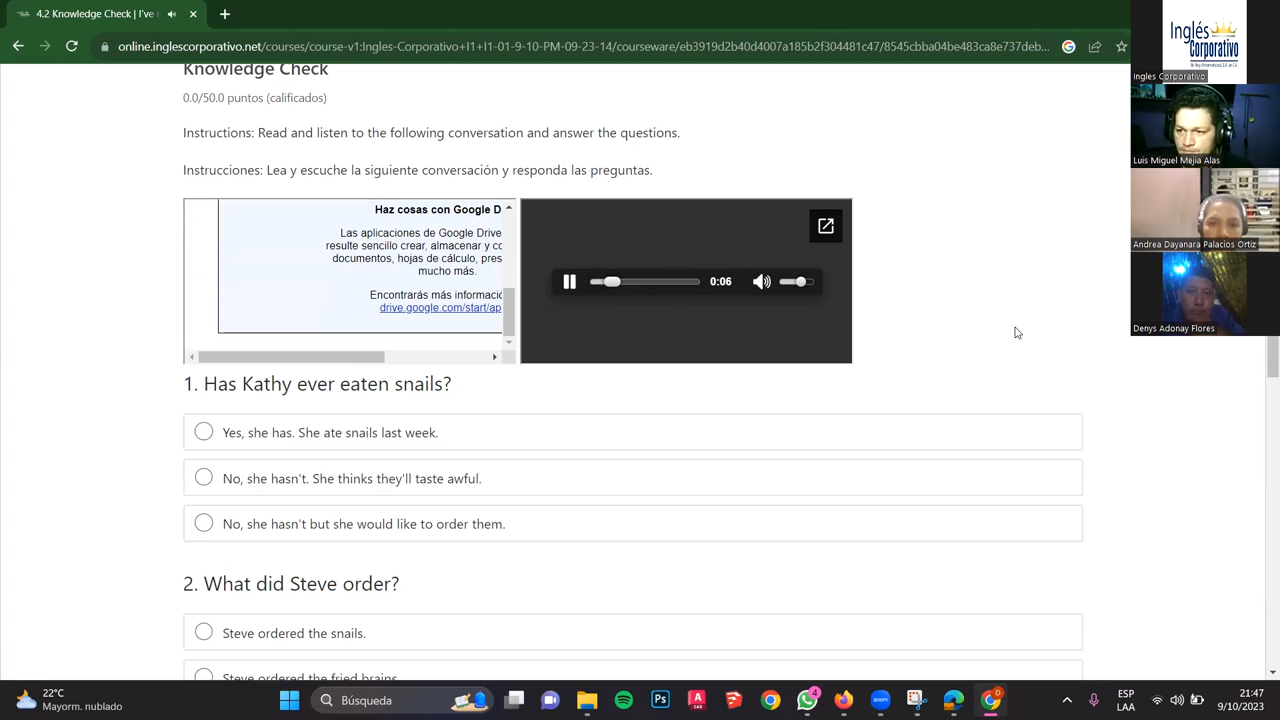 4.2 Knowledge Check | I've r
online.inglescorporativo.net/courses/course-v1:Ingles-Corporativo+I1+I1-01-9-10-PM-09-23-14/courseware/eb3919d2b40d4007a185b2f304481c47/8545cbba04be483ca8e737deb...
Inglés
Corporativo
Ingles Corporativo
Luis Miguel Mejia Alas
Andrea Dayanara Palacios Ortiz
Denys Adonay Flores
Knowledge Check
0.0/50.0 puntos (calificados)
Instructions: Read and listen to the following conversation and answer the questions.
Instrucciones: Lea y escuche la siguiente conversación y responda las preguntas.
Haz cosas con Google D
Las aplicaciones de Google Drive
resulte sencillo crear, almacenar y co
documentos, hojas de cálculo, pres
mucho más.
Encontrarás más informació
drive.google.com/start/ap
0:06
1. Has Kathy ever eaten snails?
Yes, she has. She ate snails last week.
No, she hasn't. She thinks they'll taste awful.
No, she hasn't but she would like to order them.
2. What did Steve order?
Steve ordered the snails.
Steve ordered the fried brains.
22°C
Mayorm. nublado
Búsqueda
4
ESP
LAA
21:47
9/10/2023